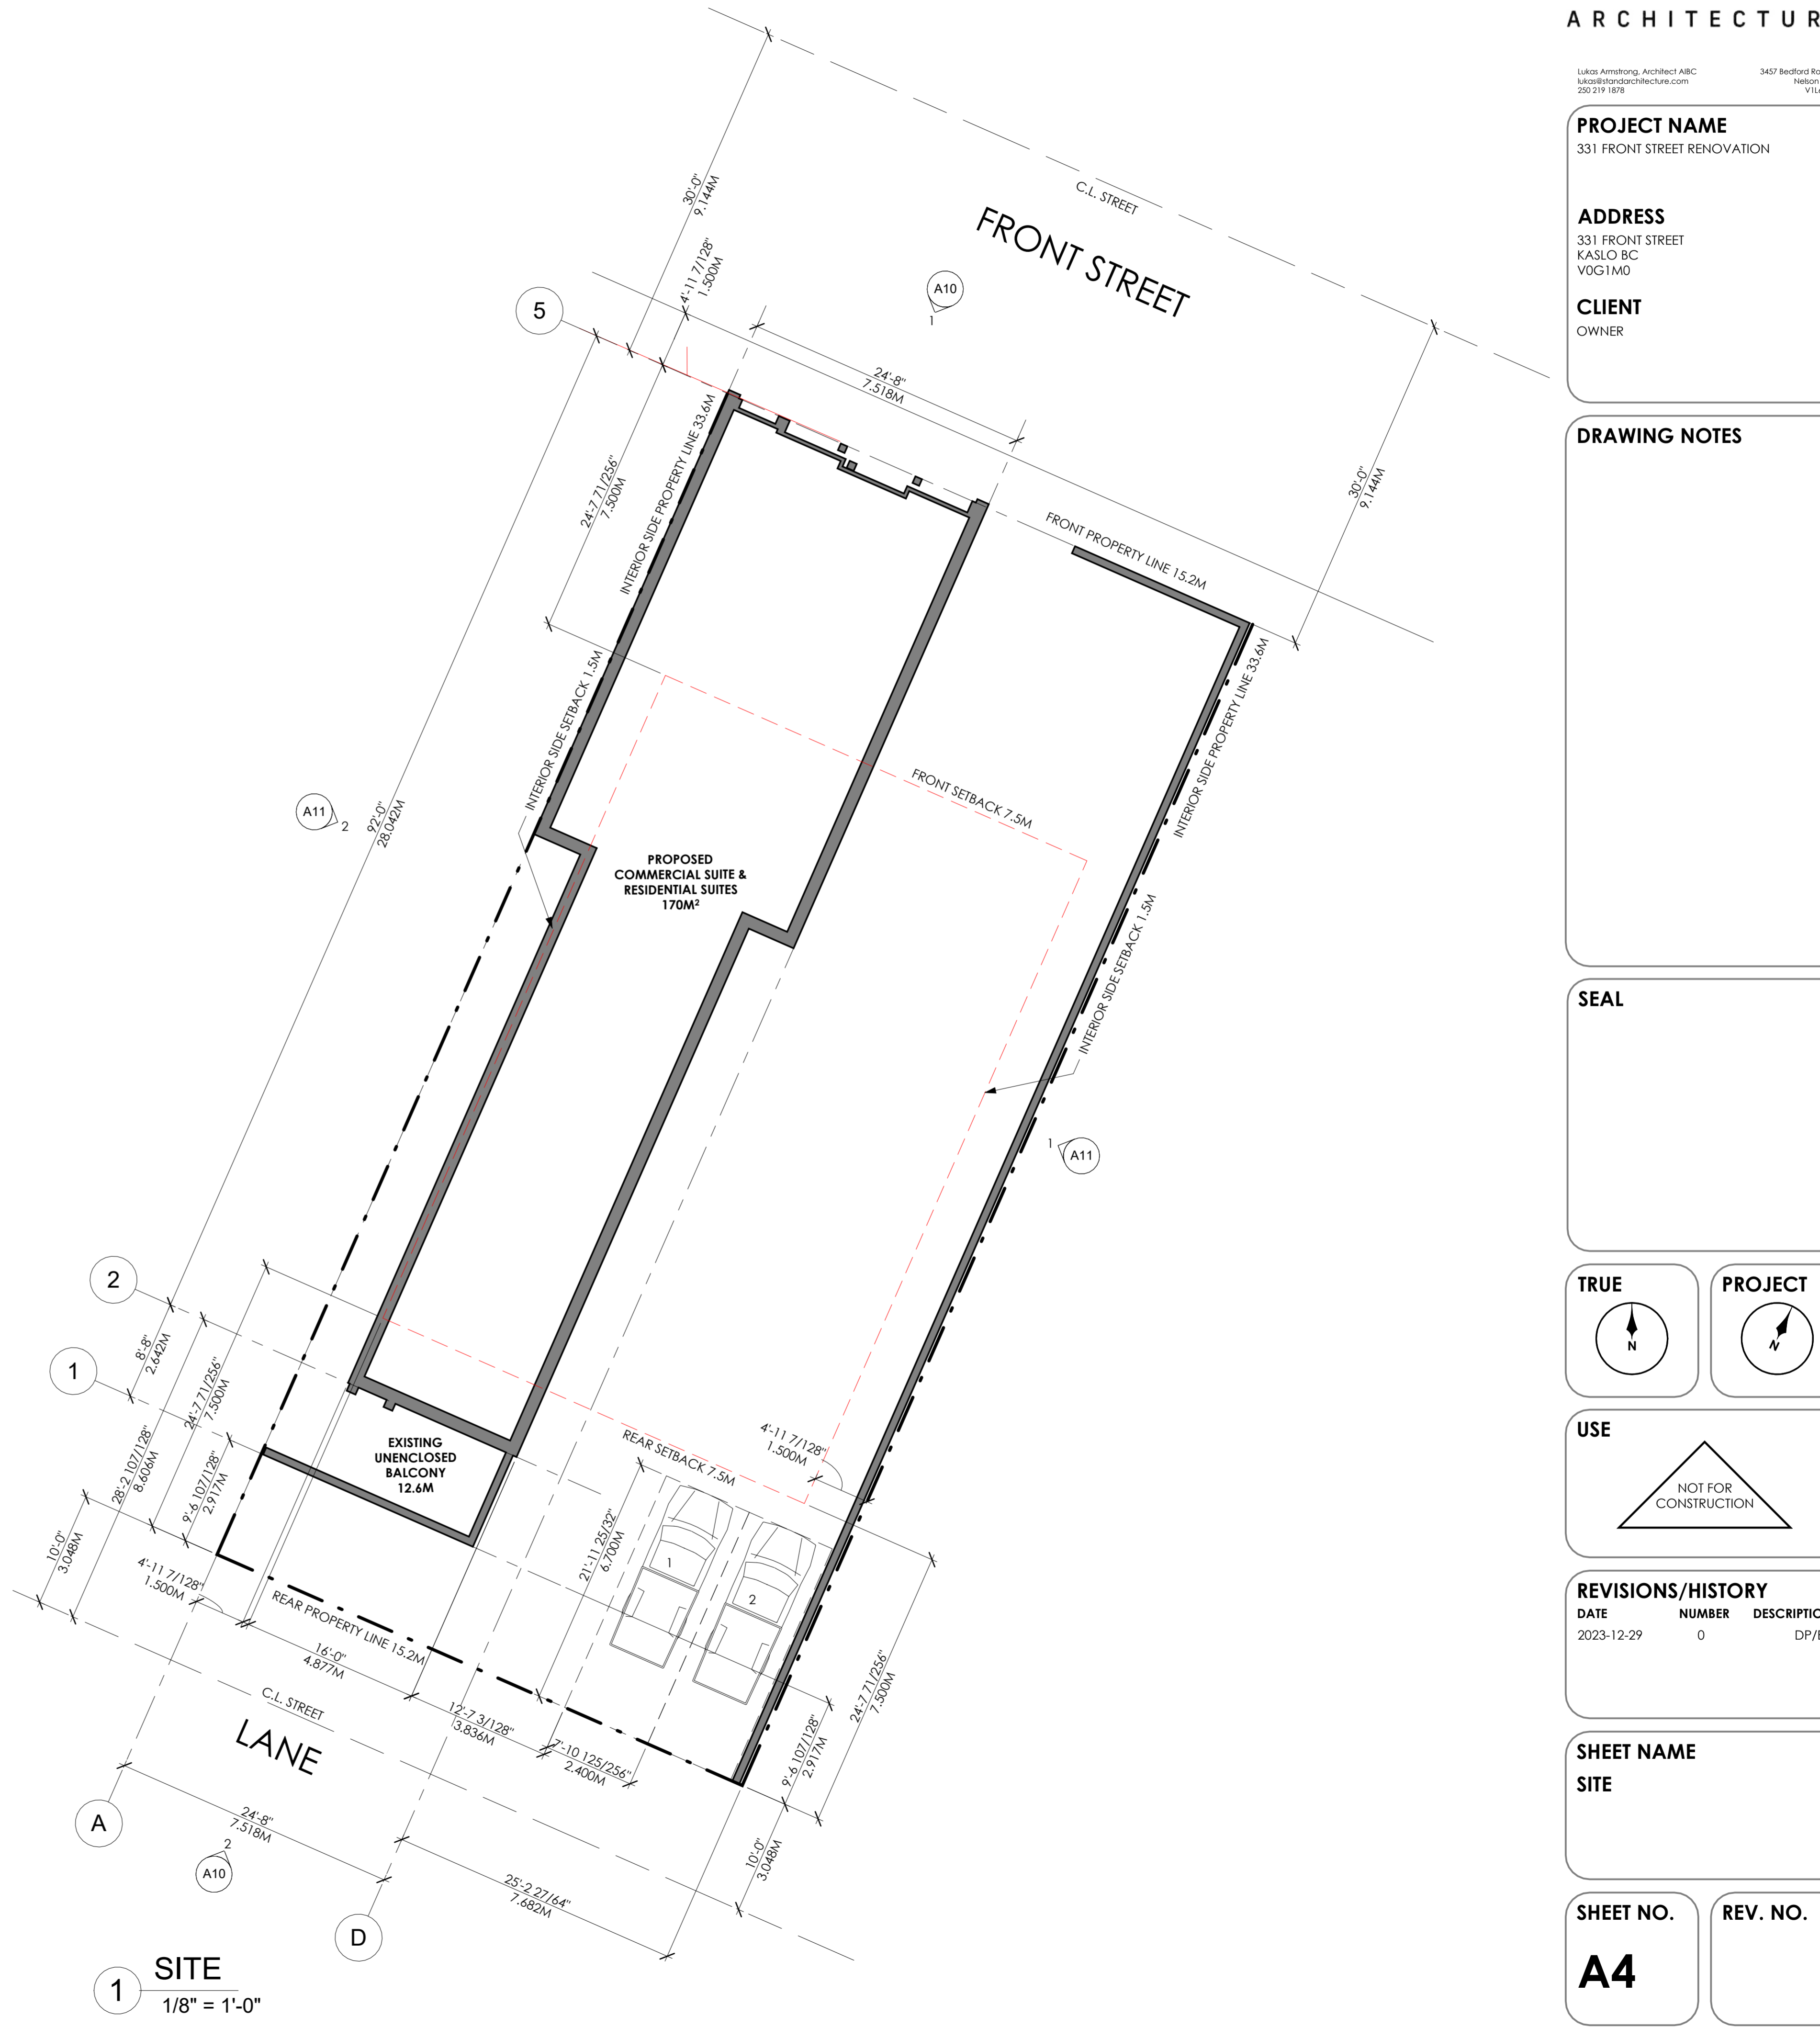 ARCHITECTUR
Lukas Armstrong, Architect AIBC
lukas@standarchitecture.com
250 219 1878
3457 Bedford Ro
Nelson
V1L
PROJECT NAME
331 FRONT STREET RENOVATION
ADDRESS
331 FRONT STREET
KASLO BC
V0G1M0
CLIENT
OWNER
DRAWING NOTES
SEAL
TRUE
N
PROJECT
N
USE
NOT FOR
CONSTRUCTION
REVISIONS/HISTORY
DATE NUMBER DESCRIPTIO
2023-12-29 0 DP/
SHEET NAME
SITE
SHEET NO.
A4
REV. NO.
C.L. STREET
FRONT STREET
30'-0"
9.144M
4'-11 7/128"
1.500M
A10
1
5
24'-8"
7.518M
INTERIOR SIDE PROPERTY LINE 33.6M
24'-7 71/256"
7.500M
30'-0"
9.144M
FRONT PROPERTY LINE 15.2M
INTERIOR SIDE SETBACK 1.5M
INTERIOR SIDE PROPERTY LINE 33.6M
FRONT SETBACK 7.5M
A11
2
92'-0"
28.042M
PROPOSED
COMMERCIAL SUITE &
RESIDENTIAL SUITES
170M²
INTERIOR SIDE SETBACK 1.5M
1
A11
2
8'-8"
2.642M
1
24'-7 71/256"
7.500M
28'-2 107/128"
8.606M
9'-6 107/128"
2.917M
10'-0"
3.048M
4'-11 7/128"
1.500M
EXISTING
UNENCLOSED
BALCONY
12.6M
REAR SETBACK 7.5M
4'-11 7/128"
1.500M
21'-11 25/32"
6.700M
1
2
REAR PROPERTY LINE 15.2M
16'-0"
4.877M
C.L. STREET
LANE
12'-7 3/128"
3.836M
7'-10 125/256"
2.400M
24'-7 71/256"
7.500M
9'-6 107/128"
2.917M
10'-0"
3.048M
A
24'-8"
7.518M
2
A10
25'-2 27/64"
7.682M
D
1
SITE
1/8" = 1'-0"